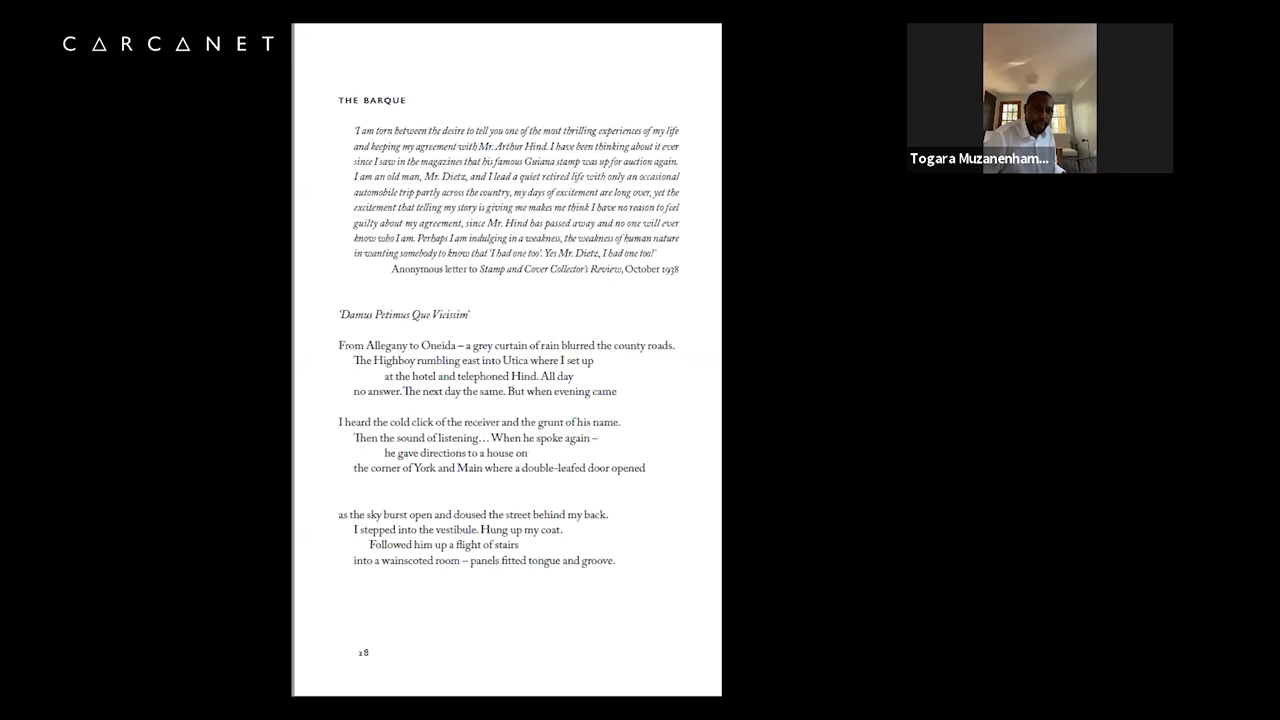 CARCANET
THE BARQUE
'I am torn between the desire to tell you one of the most thrilling experiences of my life
and keeping my agreement with Mr. Arthur Hind. I have been thinking about it ever
since I saw in the magazines that his famous Guiana stamp was up for auction again.
I am an old man, Mr. Dietz, and I lead a quiet retired life with only an occasional
automobile trip partly across the country, my days of excitement are long over, yet the
excitement that telling my story is giving me makes me think I have no reason to feel
guilty about my agreement, since Mr. Hind has passed away and no one will ever
know who I am. Perhaps I am indulging in a weakness, the weakness of human nature
in wanting somebody to know that 'I had one too'. Yes Mr. Dietz, I had one too!'
Anonymous letter to Stamp and Cover Collector's Review, October 1938
'Damus Petimus Que Vicissim'
From Allegany to Oneida – a grey curtain of rain blurred the county roads.
The Highboy rumbling east into Utica where I set up
at the hotel and telephoned Hind. All day
no answer. The next day the same. But when evening came
I heard the cold click of the receiver and the grunt of his name.
Then the sound of listening… When he spoke again –
he gave directions to a house on
the corner of York and Main where a double-leafed door opened
as the sky burst open and doused the street behind my back.
I stepped into the vestibule. Hung up my coat.
Followed him up a flight of stairs
into a wainscoted room – panels fitted tongue and groove.
28
Togara Muzanenham...